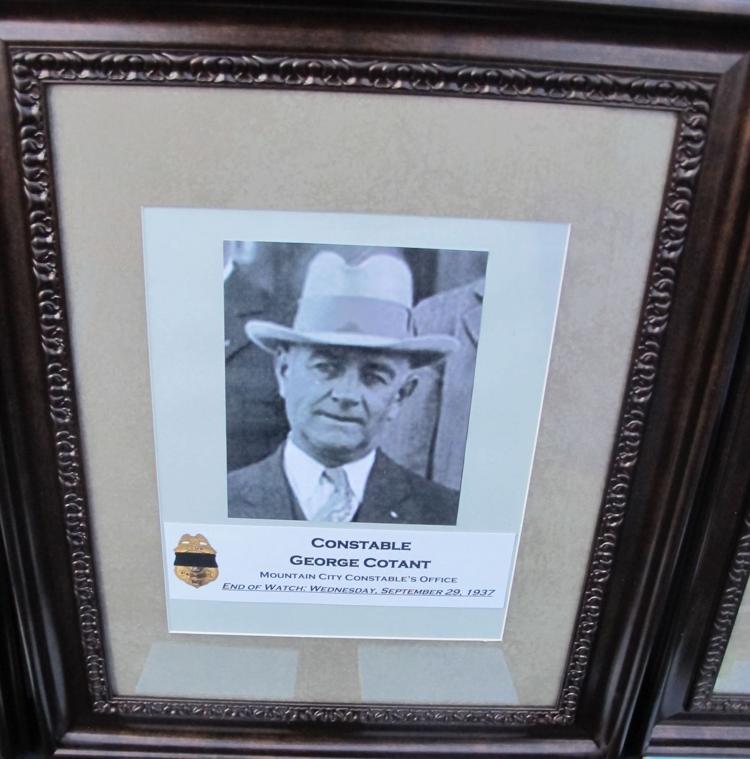 CONSTABLE
GEORGE COTANT
MOUNTAIN CITY CONSTABLE'S OFFICE
END OF WATCH: WEDNESDAY, SEPTEMBER 29, 1937